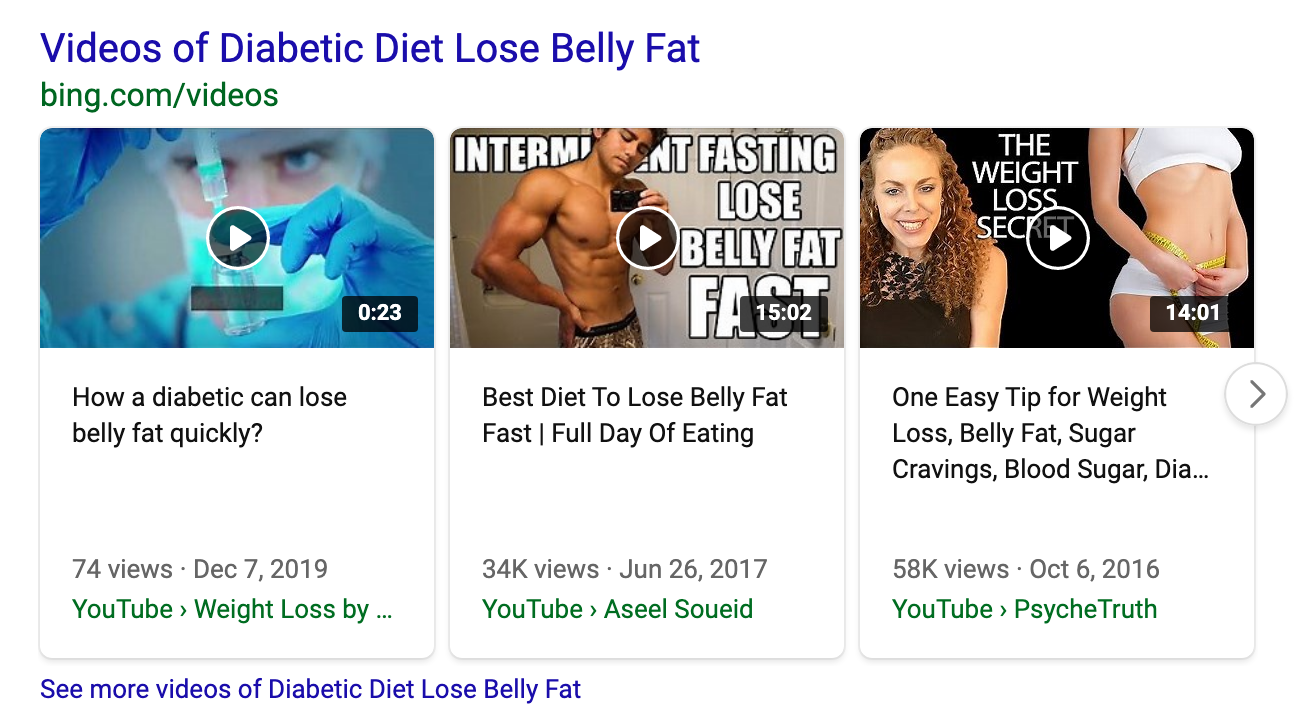 Videos of Diabetic Diet Lose Belly Fat
bing.com/videos
0:23
How a diabetic can lose
belly fat quickly?
74 views · Dec 7, 2019
YouTube › Weight Loss by ...
INTERMI NT FASTING
LOSE
BELLY FAT
FAST
15:02
Best Diet To Lose Belly Fat
Fast | Full Day Of Eating
34K views · Jun 26, 2017
YouTube › Aseel Soueid
THE
WEIGHT
LOSS
SECRET
14:01
One Easy Tip for Weight
Loss, Belly Fat, Sugar
Cravings, Blood Sugar, Dia...
58K views · Oct 6, 2016
YouTube › PsycheTruth
See more videos of Diabetic Diet Lose Belly Fat